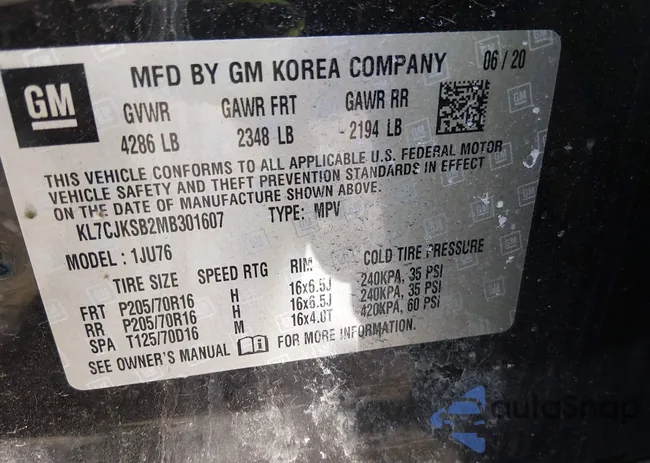 GM
MFD BY GM KOREA COMPANY 06/20
GVWR GAWR FRT GAWR RR
4286 LB 2348 LB 2194 LB
THIS VEHICLE CONFORMS TO ALL APPLICABLE U.S. FEDERAL MOTOR
VEHICLE SAFETY AND THEFT PREVENTION STANDARDS IN EFFECT
ON THE DATE OF MANUFACTURE SHOWN ABOVE.
KL7CJKSB2MB301607 TYPE: MPV
MODEL: 1JU76
TIRE SIZE SPEED RTG RIM COLD TIRE PRESSURE
FRT P205/70R16 H 16x6.5J 240KPA, 35 PSI
RR P205/70R16 H 16x6.5J 240KPA, 35 PSI
SPA T125/70D16 M 16x4.0T 420KPA, 60 PSI
SEE OWNER'S MANUAL FOR MORE INFORMATION.
autoSnap